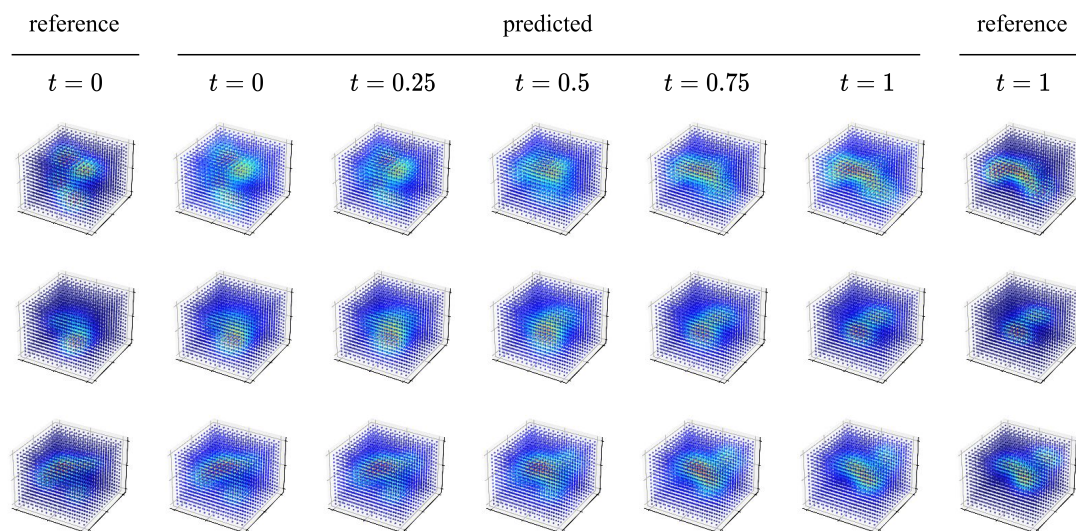 reference predicted reference
t = 0 t = 0 t = 0.25 t = 0.5 t = 0.75 t = 1 t = 1